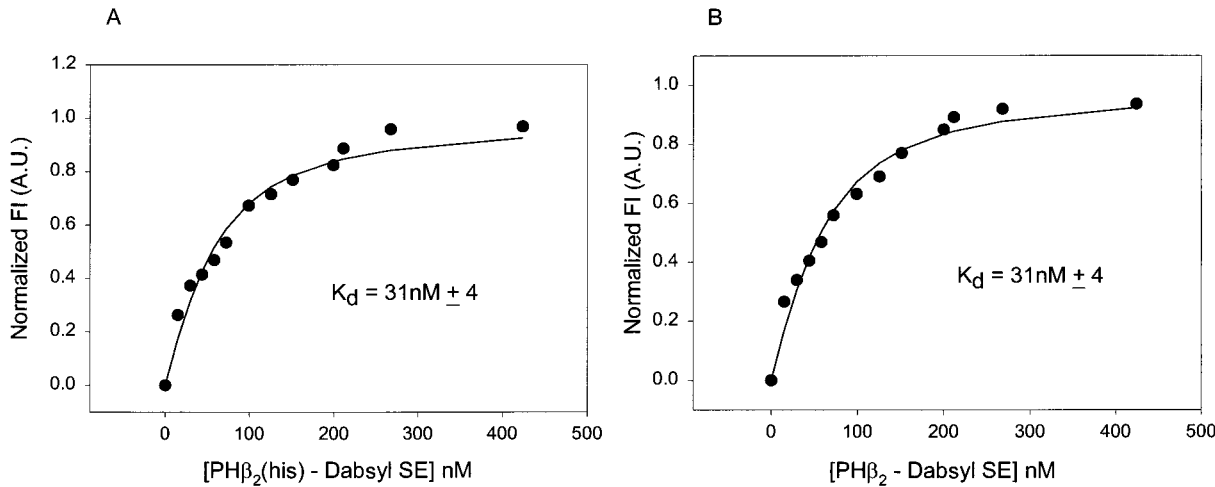 A
Normalized FI (A.U.)
1.2
1.0
0.8
0.6
0.4
0.2
0.0
K_d = 31nM ± 4
0 100 200 300 400 500
[PHβ₂(his) - Dabsyl SE] nM
B
Normalized FI (A.U.)
1.0
0.8
0.6
0.4
0.2
0.0
K_d = 31nM ± 4
0 100 200 300 400 500
[PHβ₂ - Dabsyl SE] nM